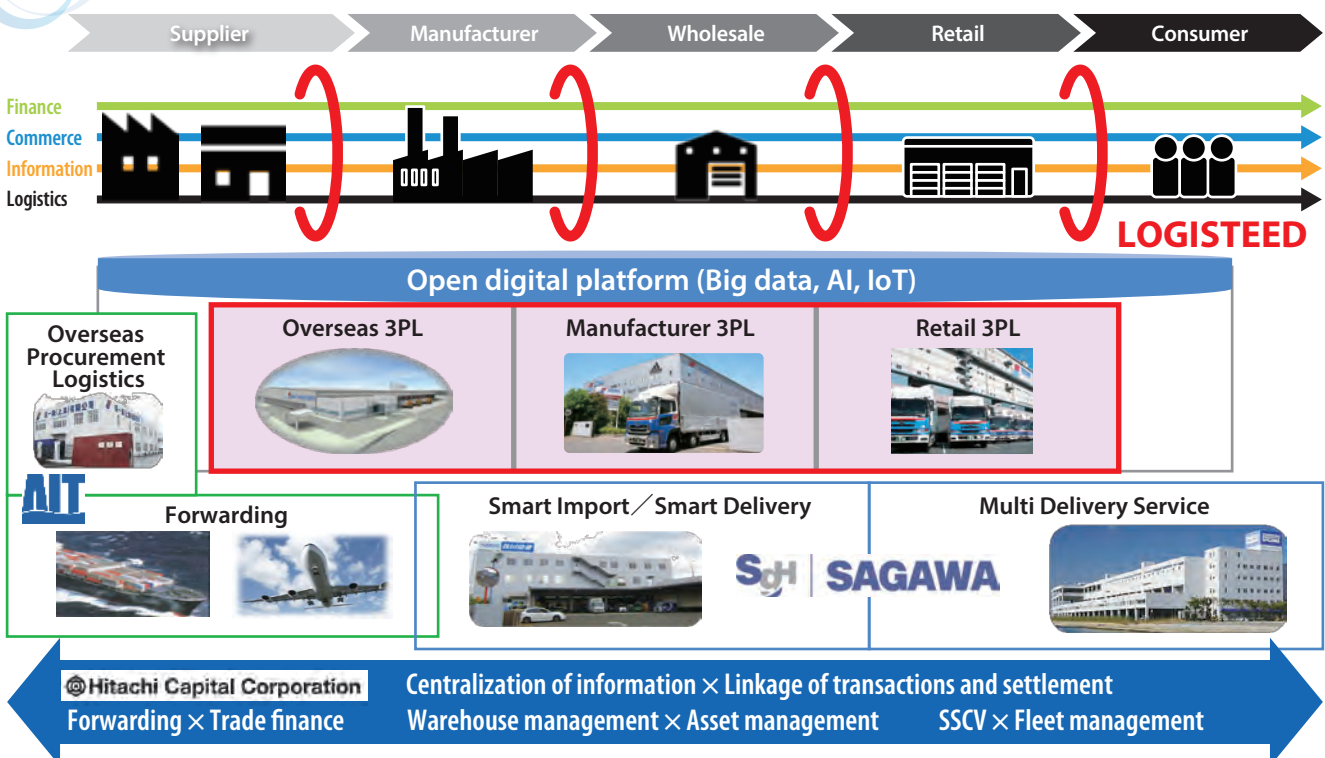 Supplier
Manufacturer
Wholesale
Retail
Consumer
Finance
Commerce
Information
Logistics
LOGISTEED
Open digital platform (Big data, AI, IoT)
Overseas
Procurement
Logistics
Overseas 3PL
Manufacturer 3PL
Retail 3PL
AIT
Forwarding
Smart Import／Smart Delivery
Multi Delivery Service
SGH SAGAWA
Hitachi Capital Corporation
Centralization of information × Linkage of transactions and settlement
Forwarding × Trade finance
Warehouse management × Asset management
SSCV × Fleet management